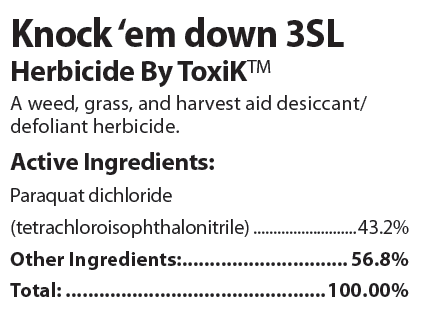 Knock ‘em down 3SL
Herbicide By ToxiK™
A weed, grass, and harvest aid desiccant/
defoliant herbicide.
Active Ingredients:
Paraquat dichloride
(tetrachloroisophthalonitrile) ..........................43.2%
Other Ingredients:................................ 56.8%
Total: ..........................................100.00%